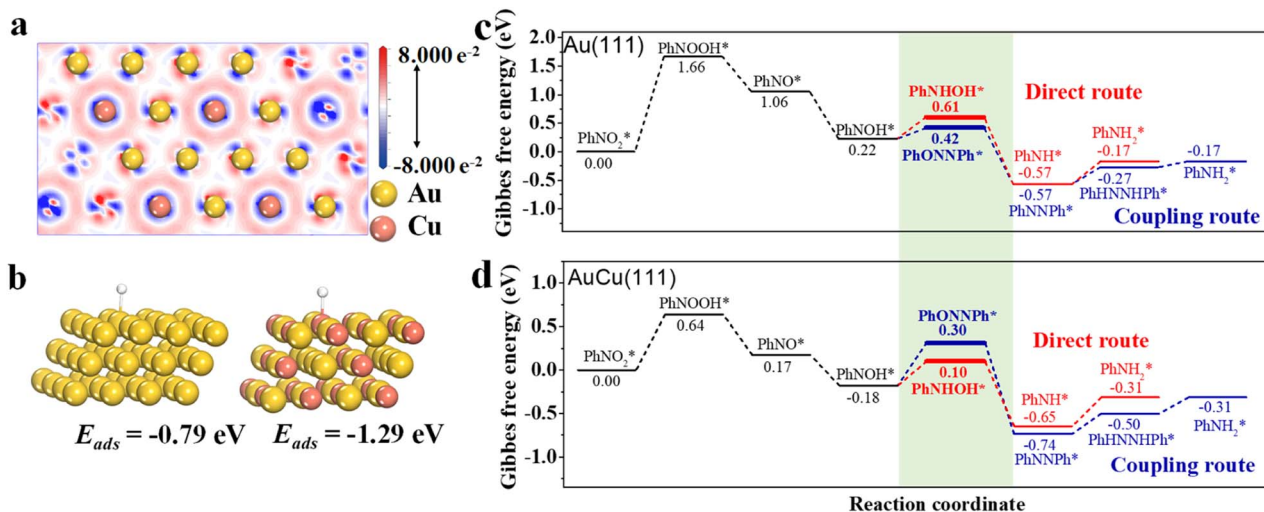 a
8.000 e-2
-8.000 e-2
Au
Cu
b
Eads = -0.79 eV
Eads = -1.29 eV
c
Gibbes free energy (eV)
2.0
1.5
1.0
0.5
0.0
-0.5
-1.0
Au(111)
PhNO2*
0.00
PhNOOH*
1.66
PhNO*
1.06
PhNOH*
0.22
PhNHOH*
0.61
0.42
PhONNPh*
Direct route
PhNH*
-0.57
-0.57
PhNNPh*
PhNH2*
-0.17
-0.27
PhHNNHPh*
-0.17
PhNH2*
Coupling route
d
Gibbes free energy (eV)
1.0
0.5
0.0
-0.5
-1.0
AuCu(111)
PhNO2*
0.00
PhNOOH*
0.64
PhNO*
0.17
PhNOH*
-0.18
PhONNPh*
0.30
0.10
PhNHOH*
Direct route
PhNH*
-0.65
-0.74
PhNNPh*
PhNH2*
-0.31
-0.50
PhHNNHPh*
-0.31
PhNH2*
Coupling route
Reaction coordinate